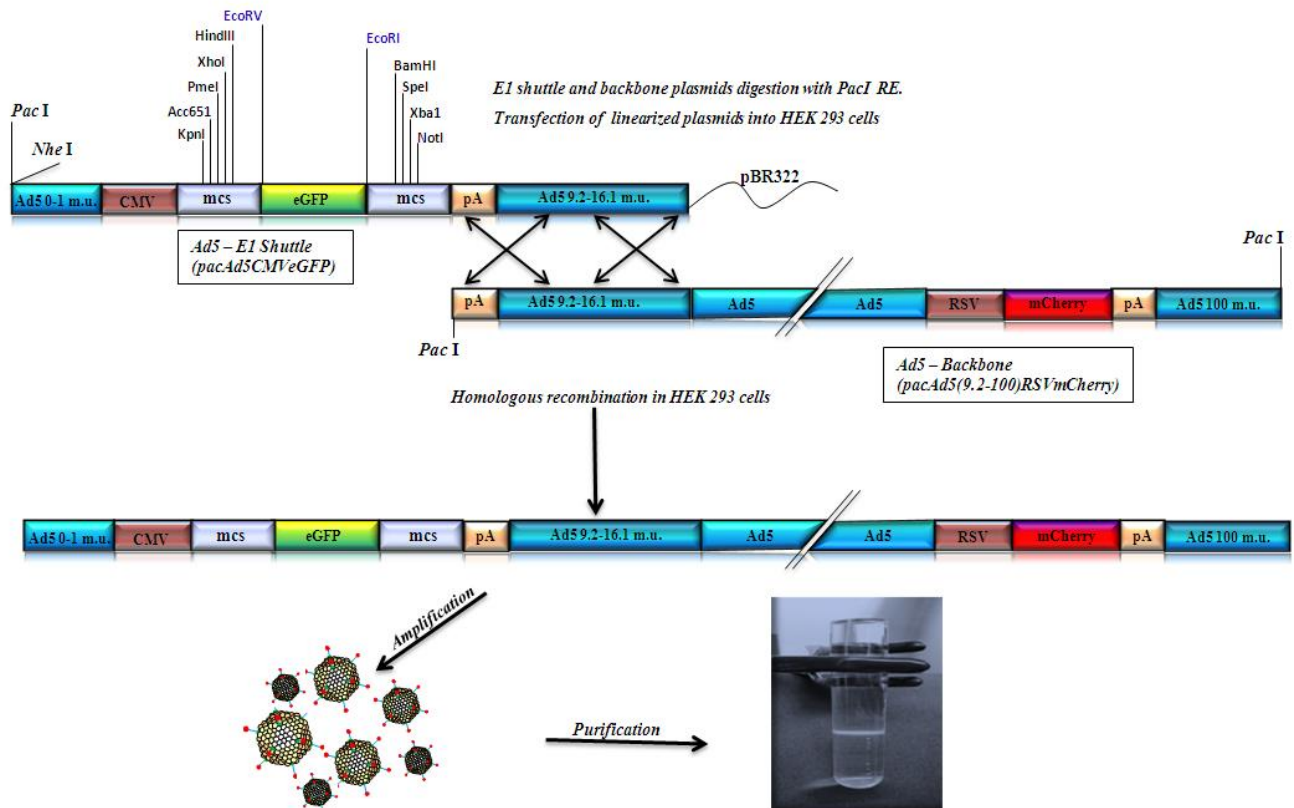 EcoRV
HindIII
EcoRI
XhoI
BamHI
PmeI
SpeI
Pac I
Acc651
Xba1
Nhe I
KpnI
NotI
E1 shuttle and backbone plasmids digestion with PacI RE.
Transfection of linearized plasmids into HEK 293 cells
pBR322
Ad5 0-1 m.u. CMV mcs eGFP mcs pA Ad5 9.2-16.1 m.u.
Ad5 – E1 Shuttle
(pacAd5CMVeGFP)
Pac I
pA Ad5 9.2-16.1 m.u. Ad5 Ad5 RSV mCherry pA Ad5 100 m.u.
Pac I
Ad5 – Backbone
(pacAd5(9.2-100)RSVmCherry)
Homologous recombination in HEK 293 cells
Ad5 0-1 m.u. CMV mcs eGFP mcs pA Ad5 9.2-16.1 m.u. Ad5 Ad5 RSV mCherry pA Ad5 100 m.u.
Amplification
Purification